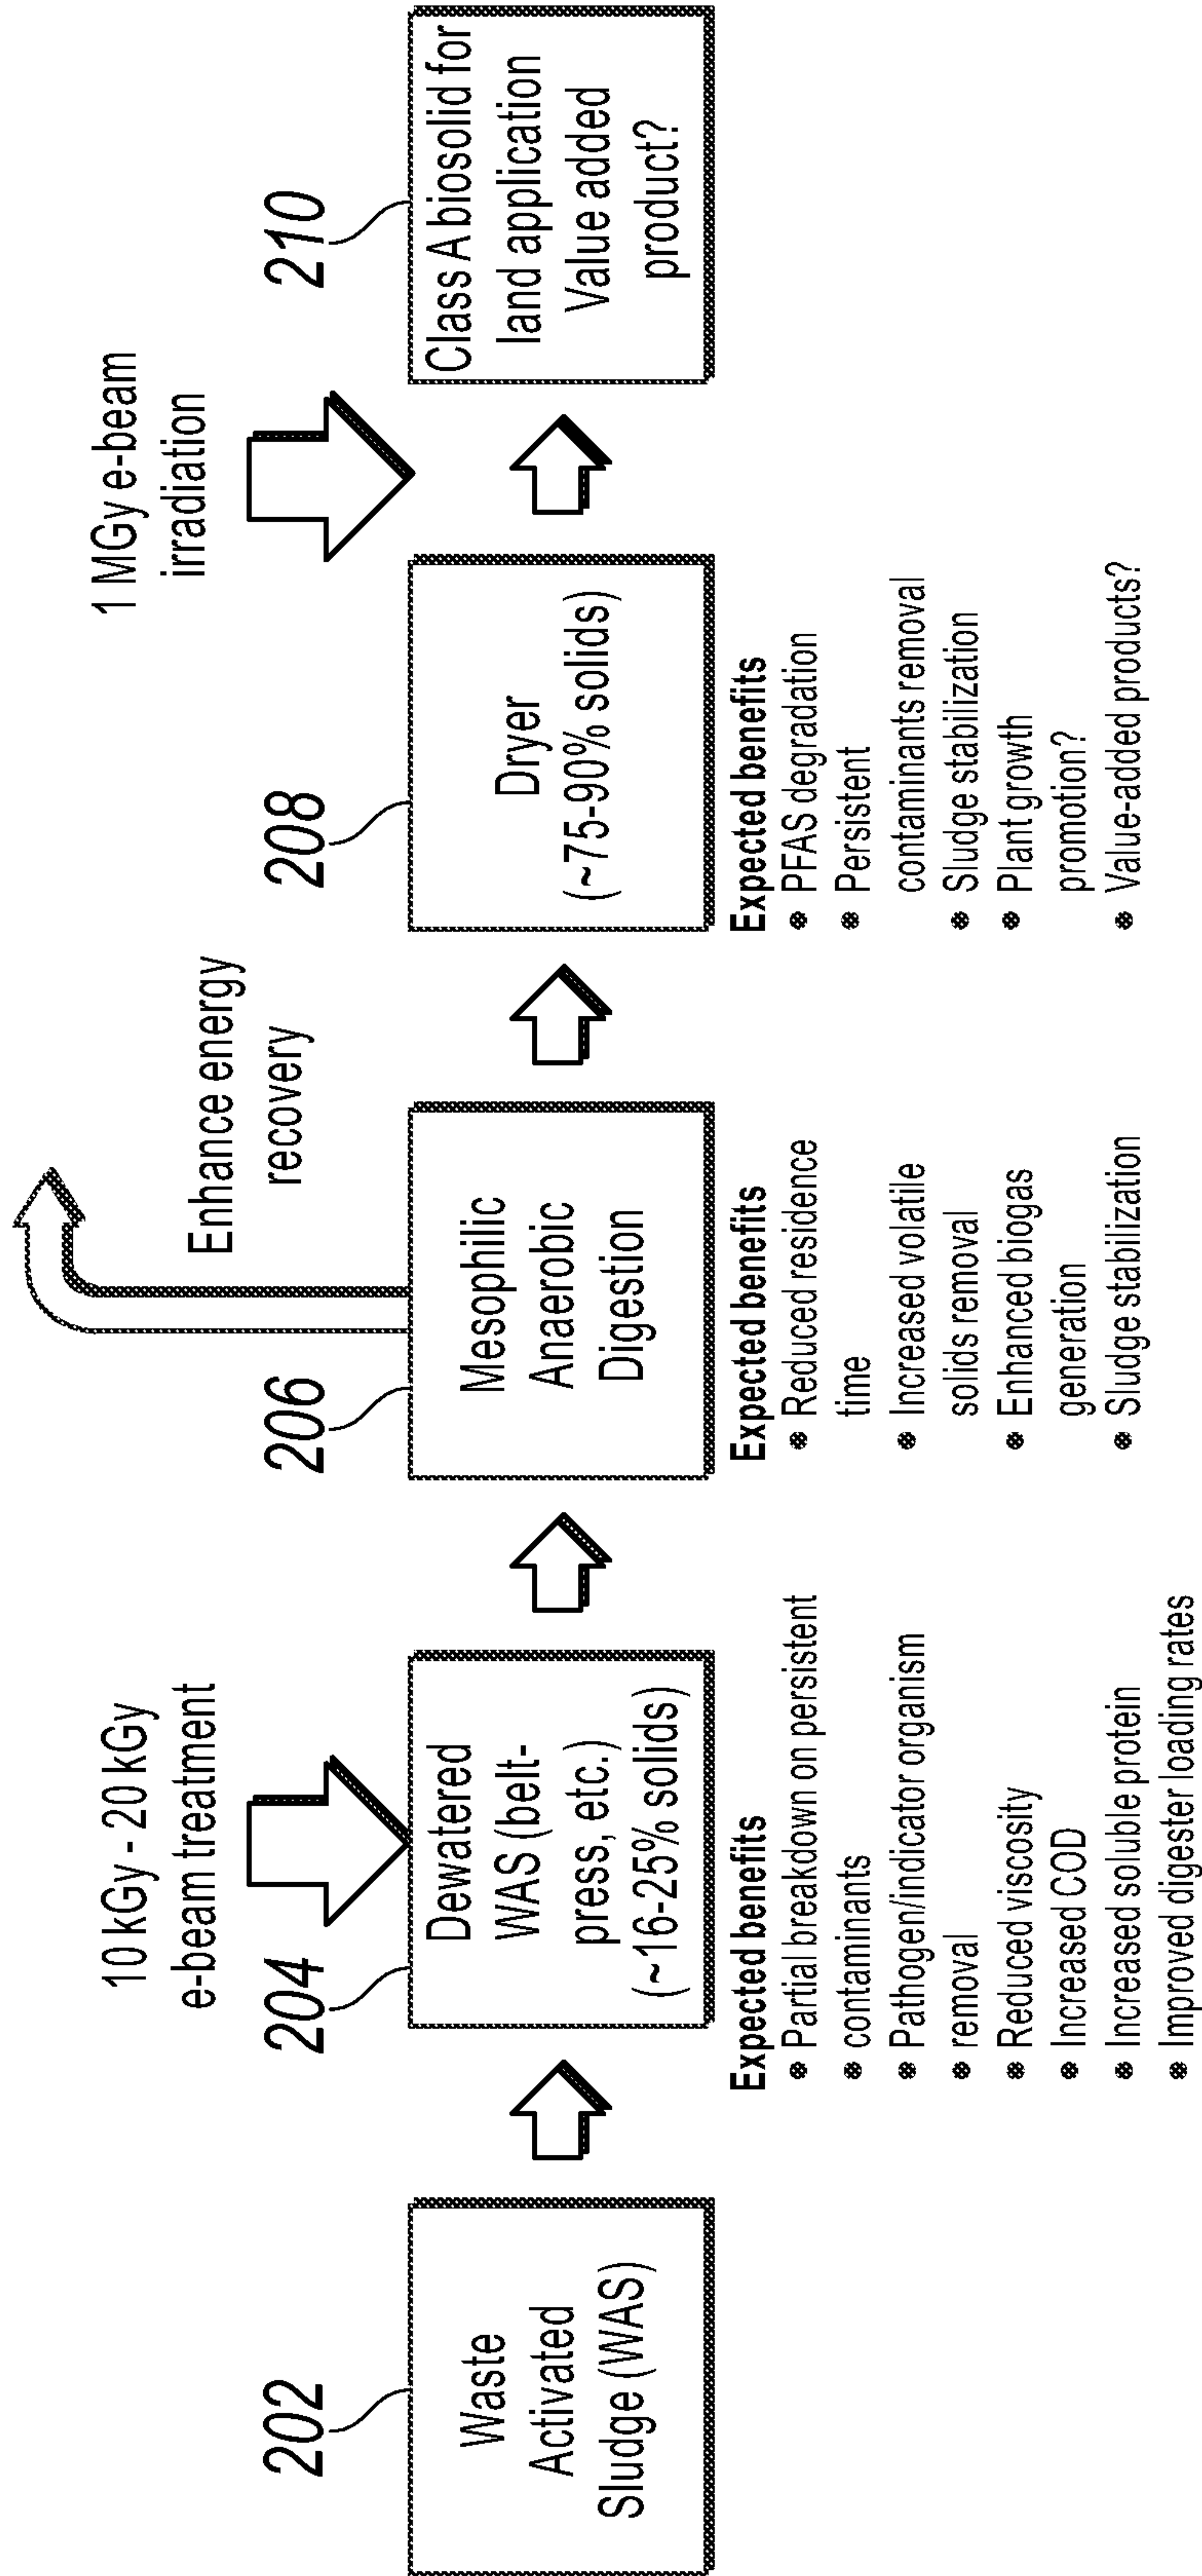 202
Waste
Activated
Sludge (WAS)
10 kGy - 20 kGy
e-beam treatment
204
Dewatered
WAS (belt-
press, etc.)
(~16-25% solids)
Expected benefits
• Partial breakdown on persistent
• contaminants
• Pathogen/indicator organism
• removal
• Reduced viscosity
• Increased COD
• Increased soluble protein
• Improved digester loading rates
Enhance energy
recovery
206
Mesophilic
Anaerobic
Digestion
Expected benefits
• Reduced residence
time
• Increased volatile
solids removal
• Enhanced biogas
generation
• Sludge stabilization
208
Dryer
(~75-90% solids)
Expected benefits
• PFAS degradation
• Persistent
contaminants removal
• Sludge stabilization
• Plant growth
promotion?
• Value-added products?
1 MGy e-beam
irradiation
210
Class A biosolid for
land application
Value added
product?